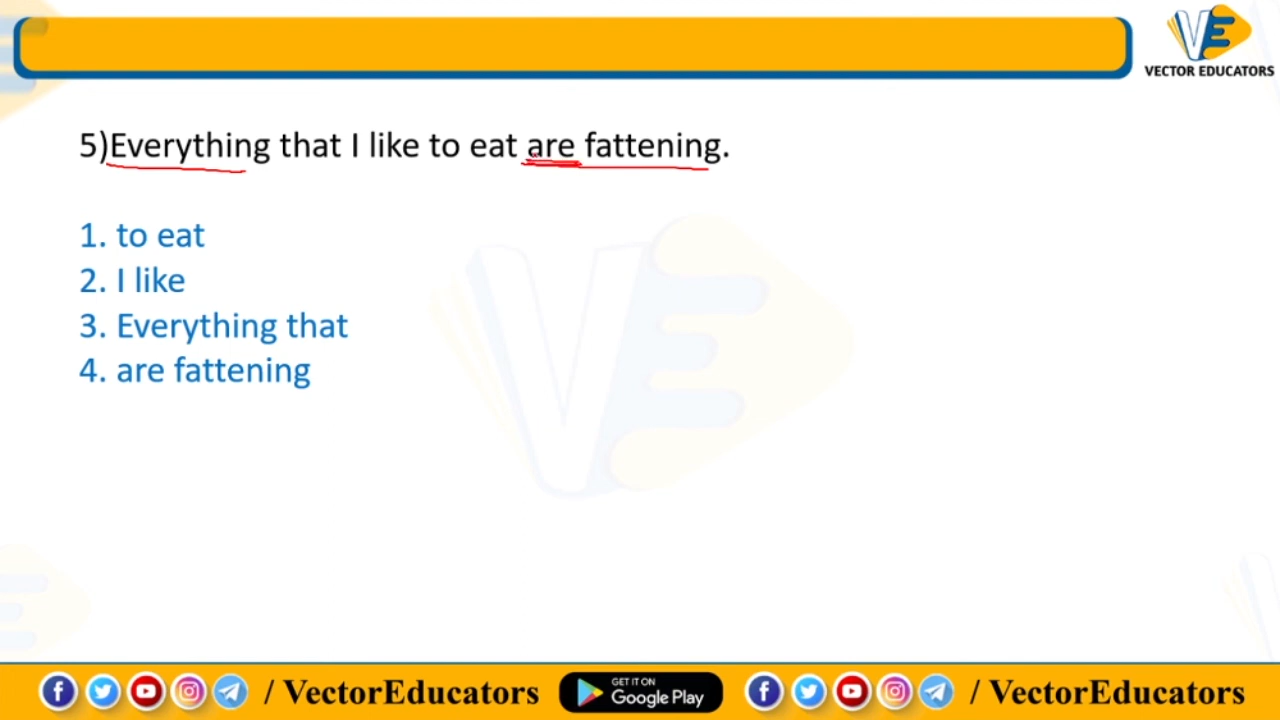 VE
VECTOR EDUCATORS
5)Everything that I like to eat are fattening.
1. to eat
2. I like
3. Everything that
4. are fattening
/ VectorEducators GET IT ON Google Play / VectorEducators